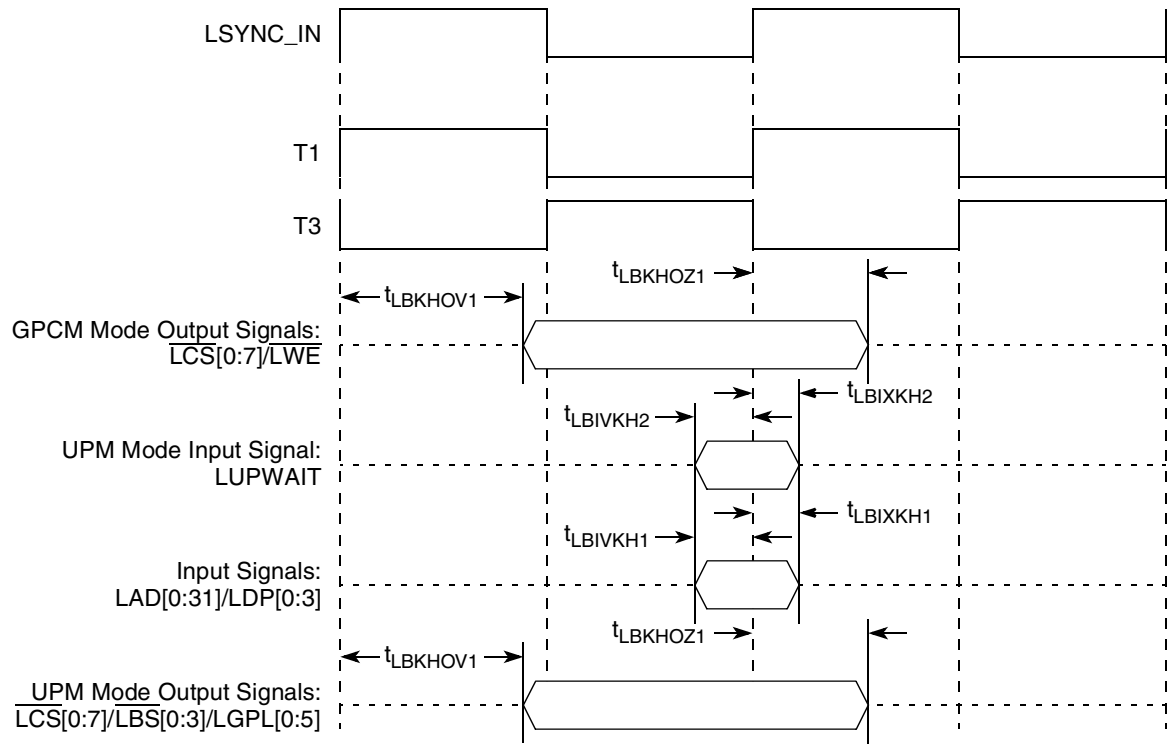 LSYNC_IN
T1
T3
tLBKHOZ1
tLBKHOV1
GPCM Mode Output Signals:
LCS[0:7]/LWE
tLBIXKH2
tLBIVKH2
UPM Mode Input Signal:
LUPWAIT
tLBIXKH1
tLBIVKH1
Input Signals:
LAD[0:31]/LDP[0:3]
tLBKHOZ1
tLBKHOV1
UPM Mode Output Signals:
LCS[0:7]/LBS[0:3]/LGPL[0:5]